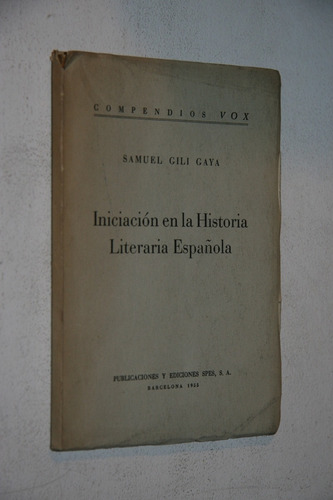 COMPENDIOS VOX
SAMUEL GILI GAYA
Iniciación en la Historia
Literaria Española
PUBLICACIONES Y EDICIONES SPES, S. A.
BARCELONA